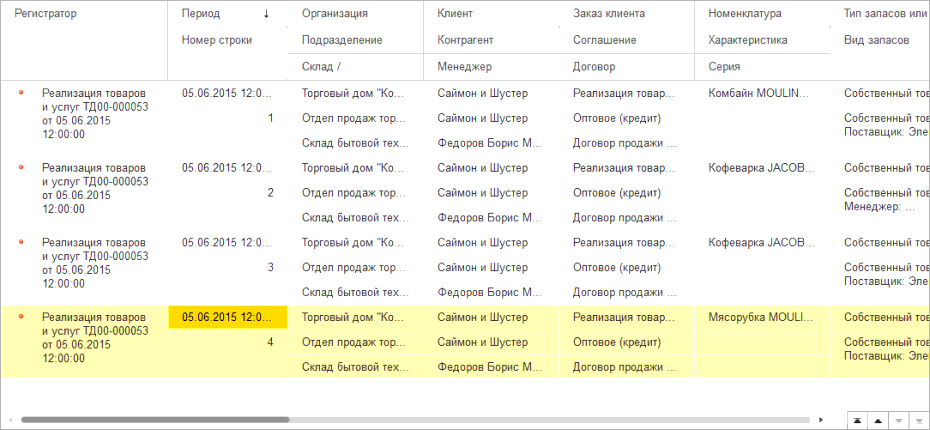 Регистратор
Период ↓
Организация
Клиент
Заказ клиента
Номенклатура
Тип запасов или
Номер строки
Подразделение
Контрагент
Соглашение
Характеристика
Вид запасов
Склад /
Менеджер
Договор
Серия
Реализация товаров
и услуг ТД00-000053
от 05.06.2015
12:00:00
05.06.2015 12:0...
1
Торговый дом "Ко...
Отдел продаж тор...
Склад бытовой тех...
Саймон и Шустер
Саймон и Шустер
Федоров Борис М...
Реализация товар...
Оптовое (кредит)
Договор продажи ...
Комбайн MOULIN...
Собственный тов
Собственный тов
Поставщик: Эле
Реализация товаров
и услуг ТД00-000053
от 05.06.2015
12:00:00
05.06.2015 12:0...
2
Торговый дом "Ко...
Отдел продаж тор...
Склад бытовой тех...
Саймон и Шустер
Саймон и Шустер
Федоров Борис М...
Реализация товар...
Оптовое (кредит)
Договор продажи ...
Кофеварка JACOB...
Собственный тов
Собственный тов
Менеджер: ...
Реализация товаров
и услуг ТД00-000053
от 05.06.2015
12:00:00
05.06.2015 12:0...
3
Торговый дом "Ко...
Отдел продаж тор...
Склад бытовой тех...
Саймон и Шустер
Саймон и Шустер
Федоров Борис М...
Реализация товар...
Оптовое (кредит)
Договор продажи ...
Кофеварка JACOB...
Собственный тов
Собственный тов
Поставщик: Эле
Реализация товаров
и услуг ТД00-000053
от 05.06.2015
12:00:00
05.06.2015 12:0...
4
Торговый дом "Ко...
Отдел продаж тор...
Склад бытовой тех...
Саймон и Шустер
Саймон и Шустер
Федоров Борис М...
Реализация товар...
Оптовое (кредит)
Договор продажи ...
Мясорубка MOULI...
Собственный тов
Собственный тов
Поставщик: Эле